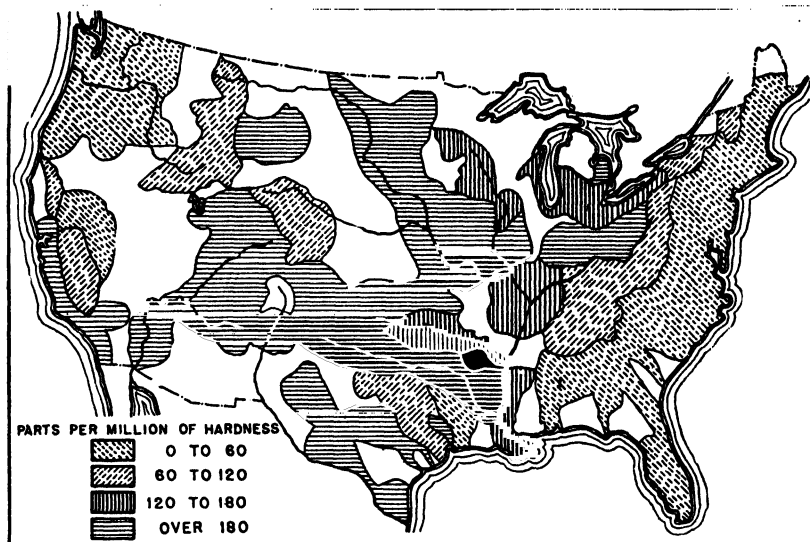 PARTS PER MILLION OF HARDNESS
0 TO 60
60 TO 120
120 TO 180
OVER 180